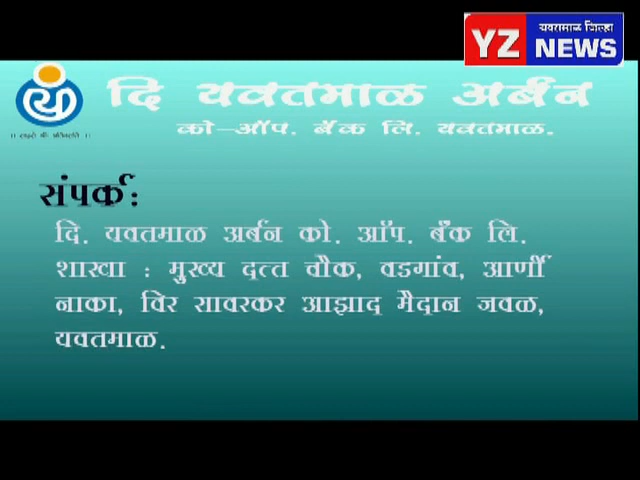 यवतमाळ जिल्हा
YZ NEWS
दि यवतमाळ अर्बन
को-ऑप. बॅंक लि. यवतमाळ.
संपर्क:
दि. यवतमाळ अर्बन को. ऑप. बॅंक लि.
शाखा : मुख्य दत्त चौक, वडगांव, आर्णी
नाका, विर सावरकर आझाद मैदान जवळ,
यवतमाळ.